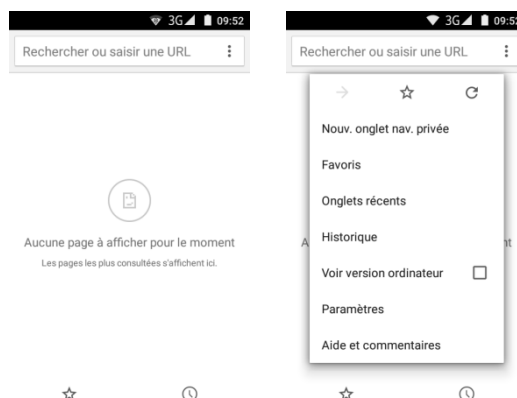 3G 09:52
Rechercher ou saisir une URL
Aucune page à afficher pour le moment
Les pages les plus consultées s'affichent ici.
3G 09:52
Rechercher ou saisir une URL
Nouv. onglet nav. privée
Favoris
Onglets récents
Historique
Voir version ordinateur
Paramètres
Aide et commentaires